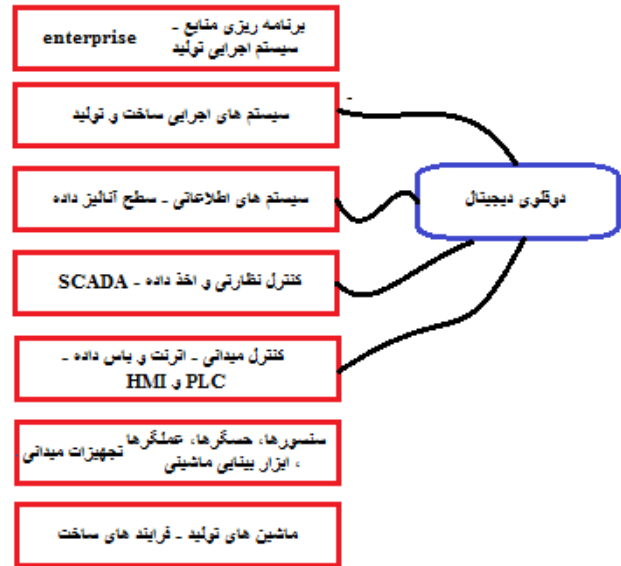 برنامه ریزی منابع - enterprise
سیستم اجرایی تولید
سیستم های اجرایی ساخت و تولید
دوقلوی دیجیتال
سیستم های اطلاعاتی - سطح آنالیز داده
کنترل نظارتی و اخذ داده - SCADA
کنترل میدانی - اترنت و باس داده -
PLC و HMI
سنسورها، حسگرها، عملگرها تجهیزات میدانی
، ابزار بینایی ماشینی
ماشین های تولید - فرایند های ساخت